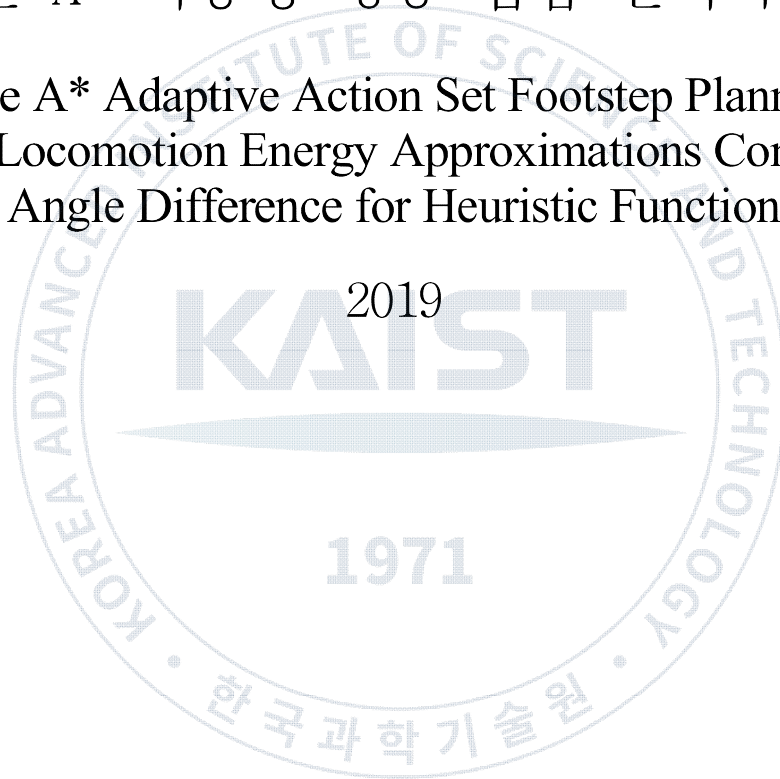 e A* Adaptive Action Set Footstep Plann
Locomotion Energy Approximations Con
Angle Difference for Heuristic Function
2019
KOREA ADVANCED INSTITUTE OF SCIENCE AND TECHNOLOGY
KAIST
1971
한국과학기술원